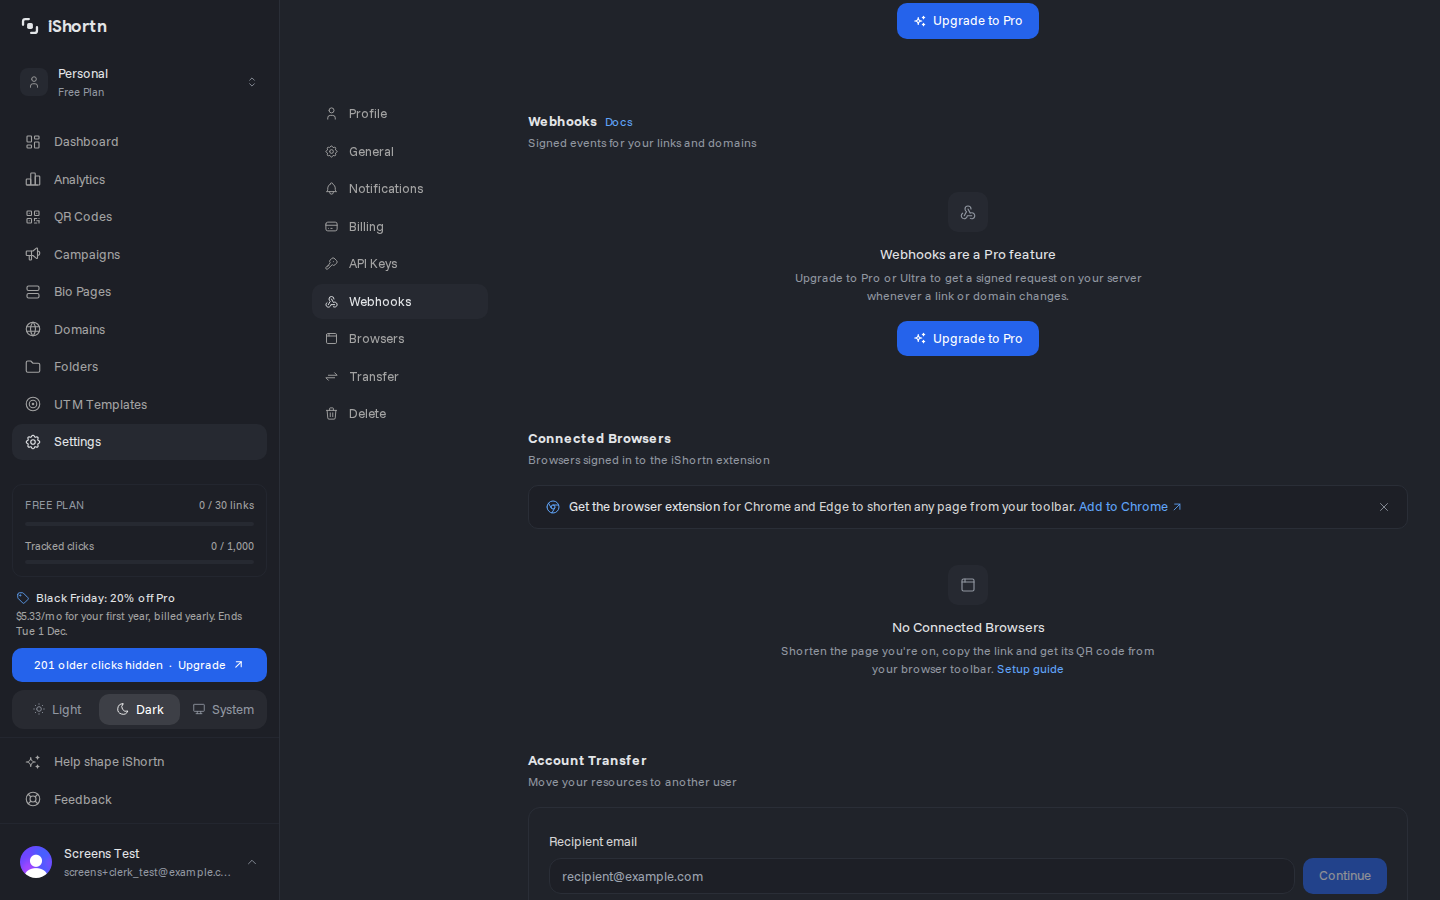 iShortn
Personal
Free Plan
Dashboard
Analytics
QR Codes
Campaigns
Bio Pages
Domains
Folders
UTM Templates
Settings
FREE PLAN 0 / 30 links
Tracked clicks 0 / 1,000
Black Friday: 20% off Pro
$5.33/mo for your first year, billed yearly. Ends
Tue 1 Dec.
201 older clicks hidden · Upgrade
Light Dark System
Help shape iShortn
Feedback
Screens Test
screens+clerk_test@example.c...
Profile
General
Notifications
Billing
API Keys
Webhooks
Browsers
Transfer
Delete
Upgrade to Pro
Webhooks Docs
Signed events for your links and domains
Webhooks are a Pro feature
Upgrade to Pro or Ultra to get a signed request on your server
whenever a link or domain changes.
Upgrade to Pro
Connected Browsers
Browsers signed in to the iShortn extension
Get the browser extension for Chrome and Edge to shorten any page from your toolbar. Add to Chrome
No Connected Browsers
Shorten the page you're on, copy the link and get its QR code from
your browser toolbar. Setup guide
Account Transfer
Move your resources to another user
Recipient email
recipient@example.com
Continue